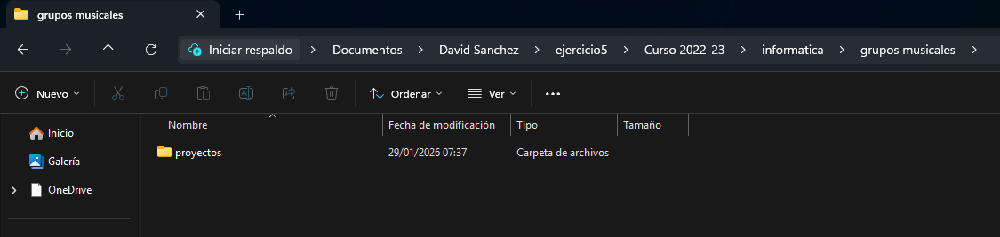 grupos musicales
Iniciar respaldo Documentos David Sanchez ejercicio5 Curso 2022-23 informatica grupos musicales
Nuevo Ordenar Ver
Nombre Fecha de modificación Tipo Tamaño
Inicio
proyectos 29/01/2026 07:37 Carpeta de archivos
Galería
OneDrive